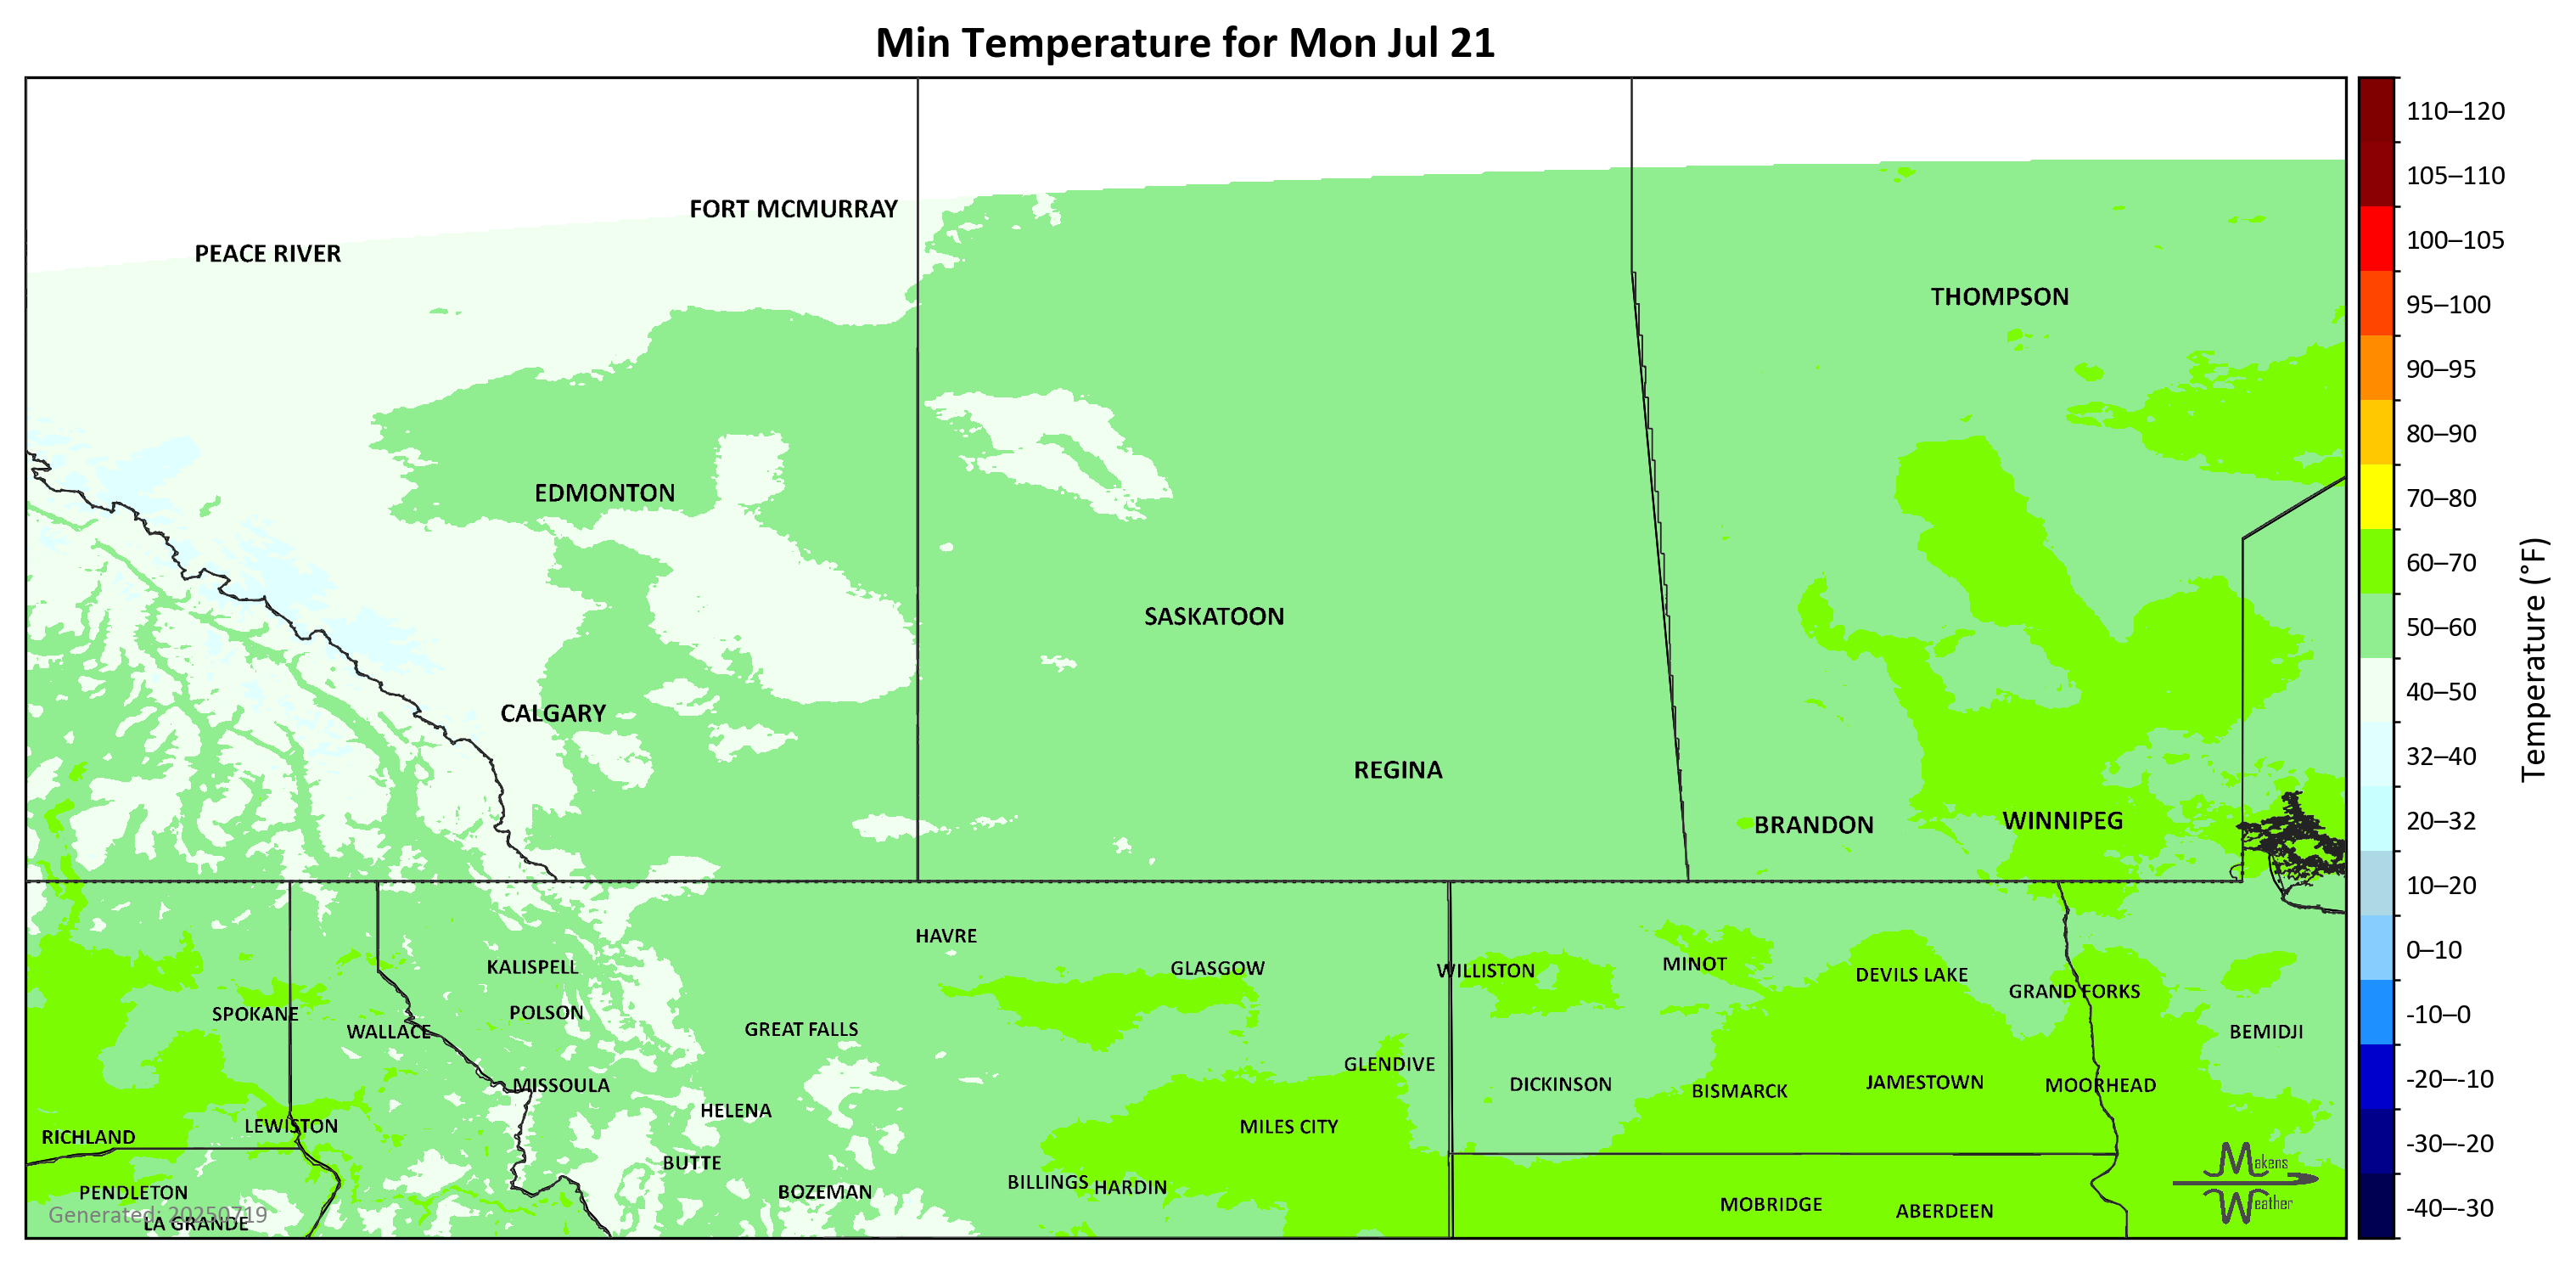 Min Temperature for Mon Jul 21
FORT MCMURRAY
PEACE RIVER
THOMPSON
EDMONTON
SASKATOON
CALGARY
REGINA
BRANDON
WINNIPEG
HAVRE
KALISPELL
GLASGOW
WILLISTON
MINOT
DEVILS LAKE
GRAND FORKS
SPOKANE
POLSON
WALLACE
GREAT FALLS
BEMIDJI
GLENDIVE
MISSOULA
DICKINSON
BISMARCK
JAMESTOWN
MOORHEAD
HELENA
LEWISTON
MILES CITY
RICHLAND
BUTTE
BILLINGS
HARDIN
PENDLETON
BOZEMAN
MOBRIDGE
ABERDEEN
Generated: 20250719
LA GRANDE
Makens
Weather
110–120
105–110
100–105
95–100
90–95
80–90
70–80
60–70
50–60
40–50
32–40
20–32
10–20
0–10
-10–0
-20–-10
-30–-20
-40–-30
Temperature (°F)